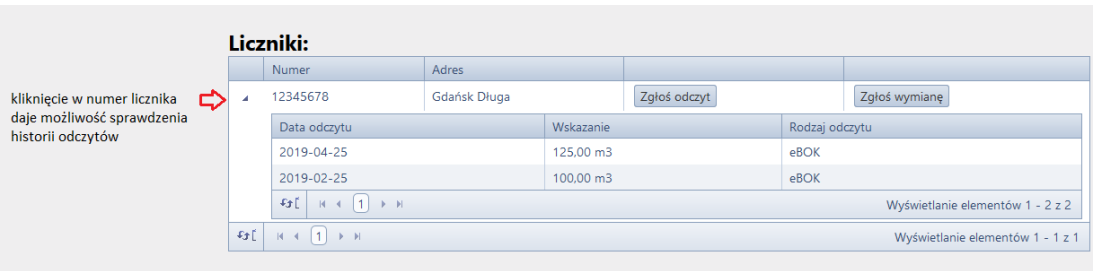 Liczniki:
Numer Adres
kliknięcie w numer licznika
daje możliwość sprawdzenia
historii odczytów
12345678 Gdańsk Długa Zgłoś odczyt Zgłoś wymianę
Data odczytu Wskazanie Rodzaj odczytu
2019-04-25 125,00 m3 eBOK
2019-02-25 100,00 m3 eBOK
1 Wyświetlanie elementów 1 - 2 z 2
1 Wyświetlanie elementów 1 - 1 z 1